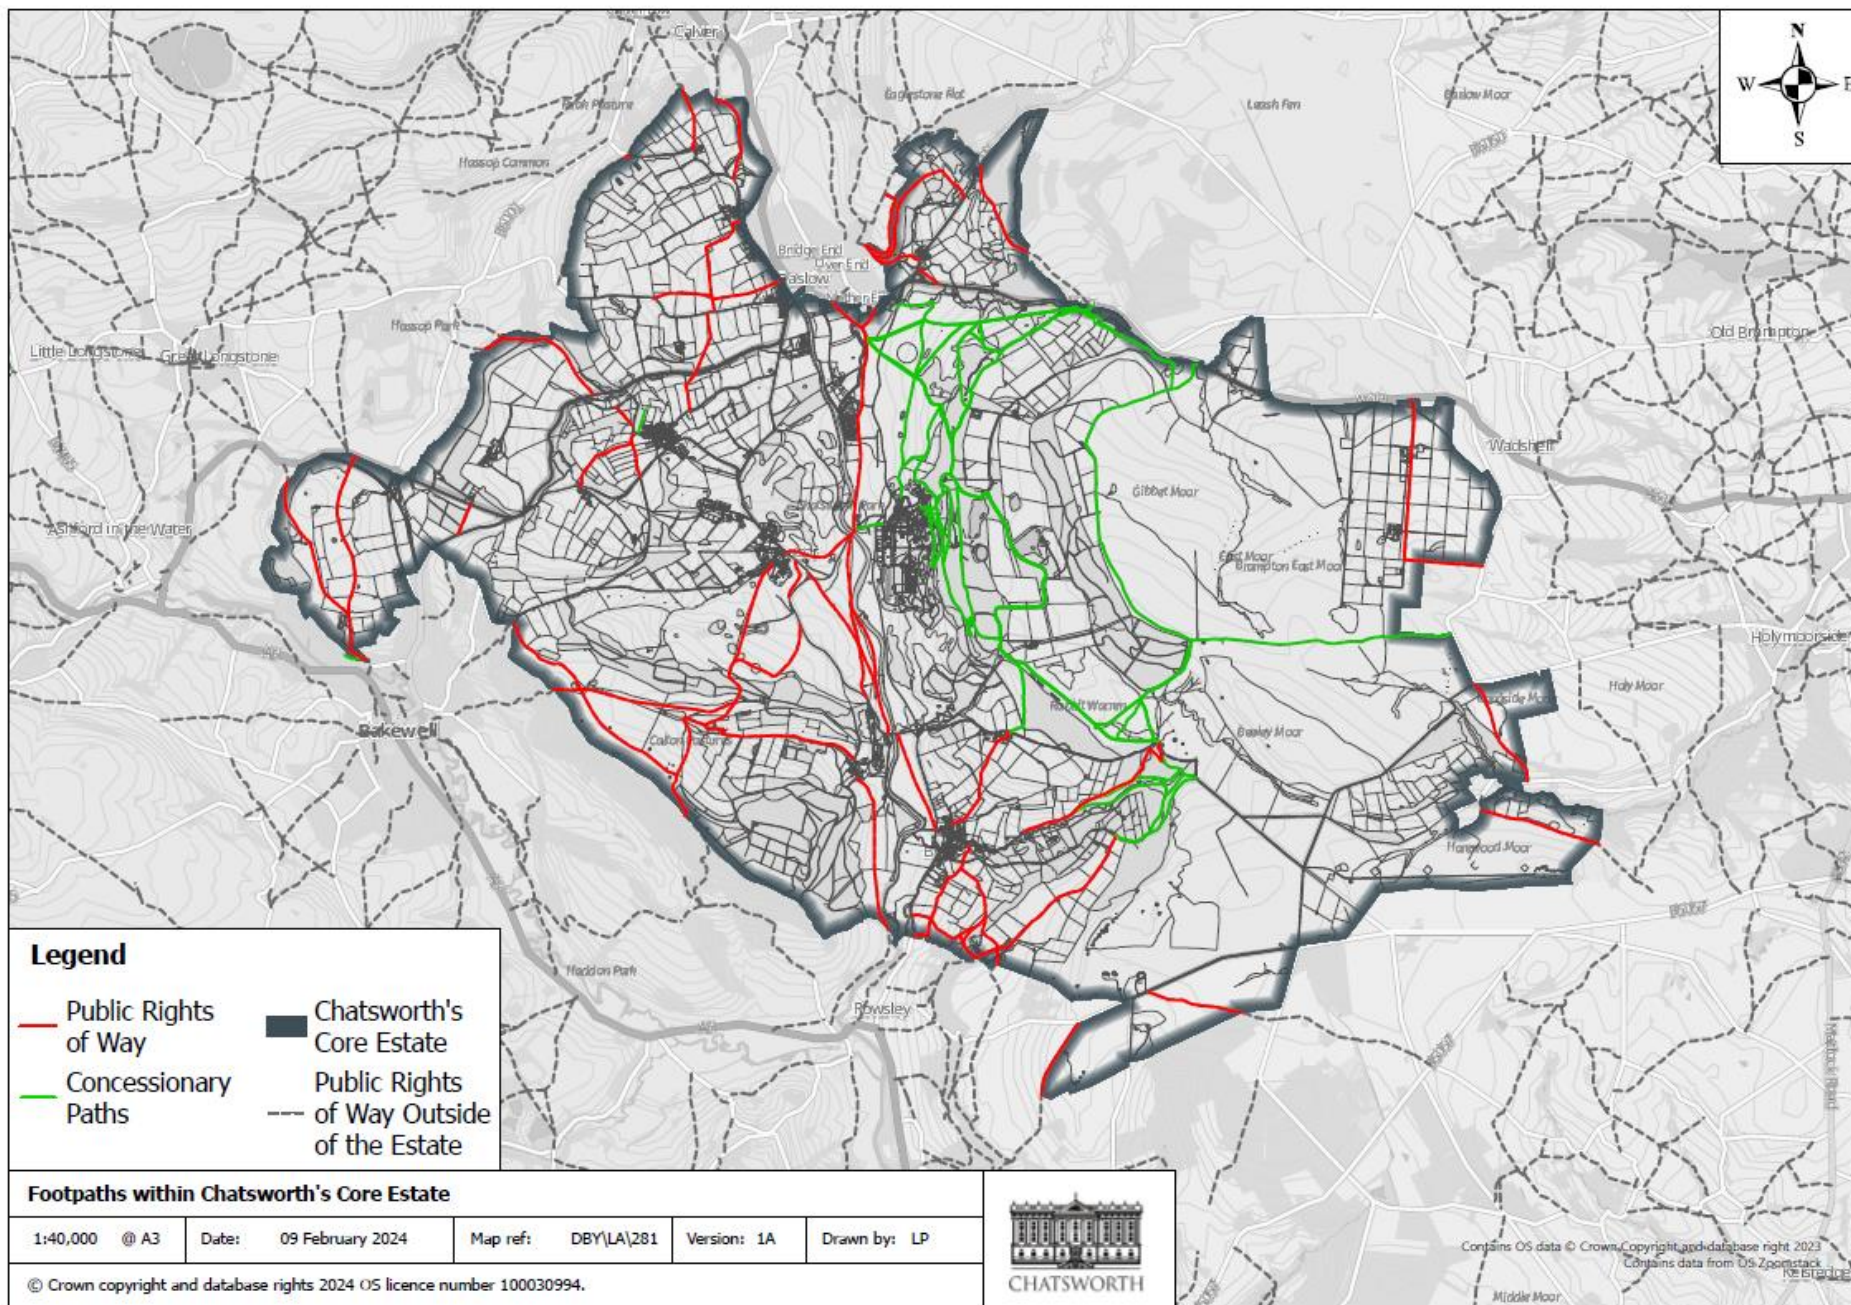 Calver
N
W
E
S
Eaglestone Flat
Leash Fen
Hassop Common
Bridge End
Over End
Baslow
Hassop Park
Little Longstone
Great Longstone
Old Brampton
Wadshelf
Gibbet Moor
Ashford in the Water
East Moor
Brampton East Moor
Holymoorside
Holy Moor
Rabbit Warren
Beeley Moor
Bakewell
Calton Pastures
Harewood Moor
Haddon Park
Rowsley
Legend
Public Rights
of Way
Chatsworth's
Core Estate
Concessionary
Paths
Public Rights
of Way Outside
of the Estate
Footpaths within Chatsworth's Core Estate
1:40,000 @ A3
Date: 09 February 2024
Map ref: DBY\LA\281
Version: 1A
Drawn by: LP
© Crown copyright and database rights 2024 OS licence number 100030994.
CHATSWORTH
Contains OS data © Crown Copyright and database right 2023
Contains data from OS Zoomstack
Middle Moor